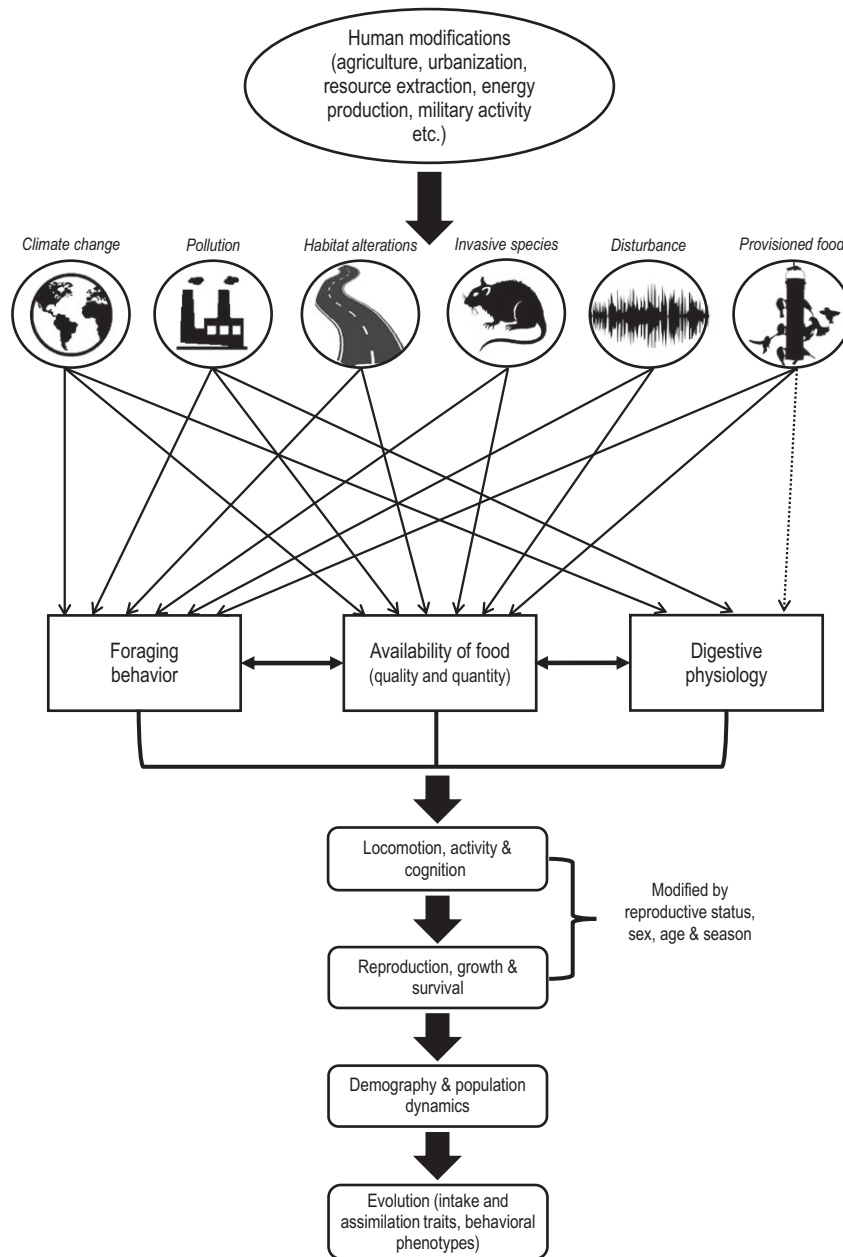 Human modifications
(agriculture, urbanization,
resource extraction, energy
production, military activity
etc.)
Climate change
Pollution
Habitat alterations
Invasive species
Disturbance
Provisioned food
Foraging
behavior
Availability of food
(quality and quantity)
Digestive
physiology
Locomotion, activity &
cognition
Modified by
reproductive status,
sex, age & season
Reproduction, growth &
survival
Demography & population
dynamics
Evolution (intake and
assimilation traits, behavioral
phenotypes)